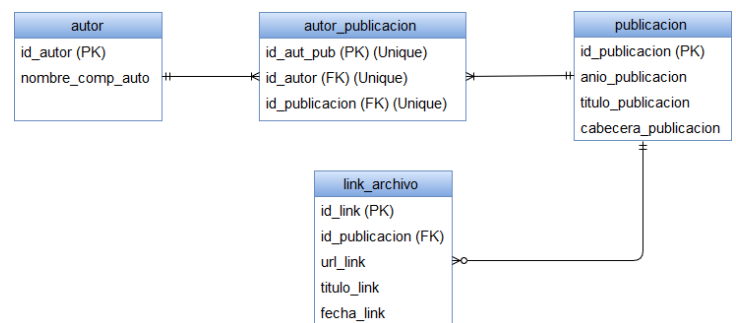 autor
id_autor (PK)
nombre_comp_auto
autor_publicacion
id_aut_pub (PK) (Unique)
id_autor (FK) (Unique)
id_publicacion (FK) (Unique)
publicacion
id_publicacion (PK)
anio_publicacion
titulo_publicacion
cabecera_publicacion
link_archivo
id_link (PK)
id_publicacion (FK)
url_link
titulo_link
fecha_link